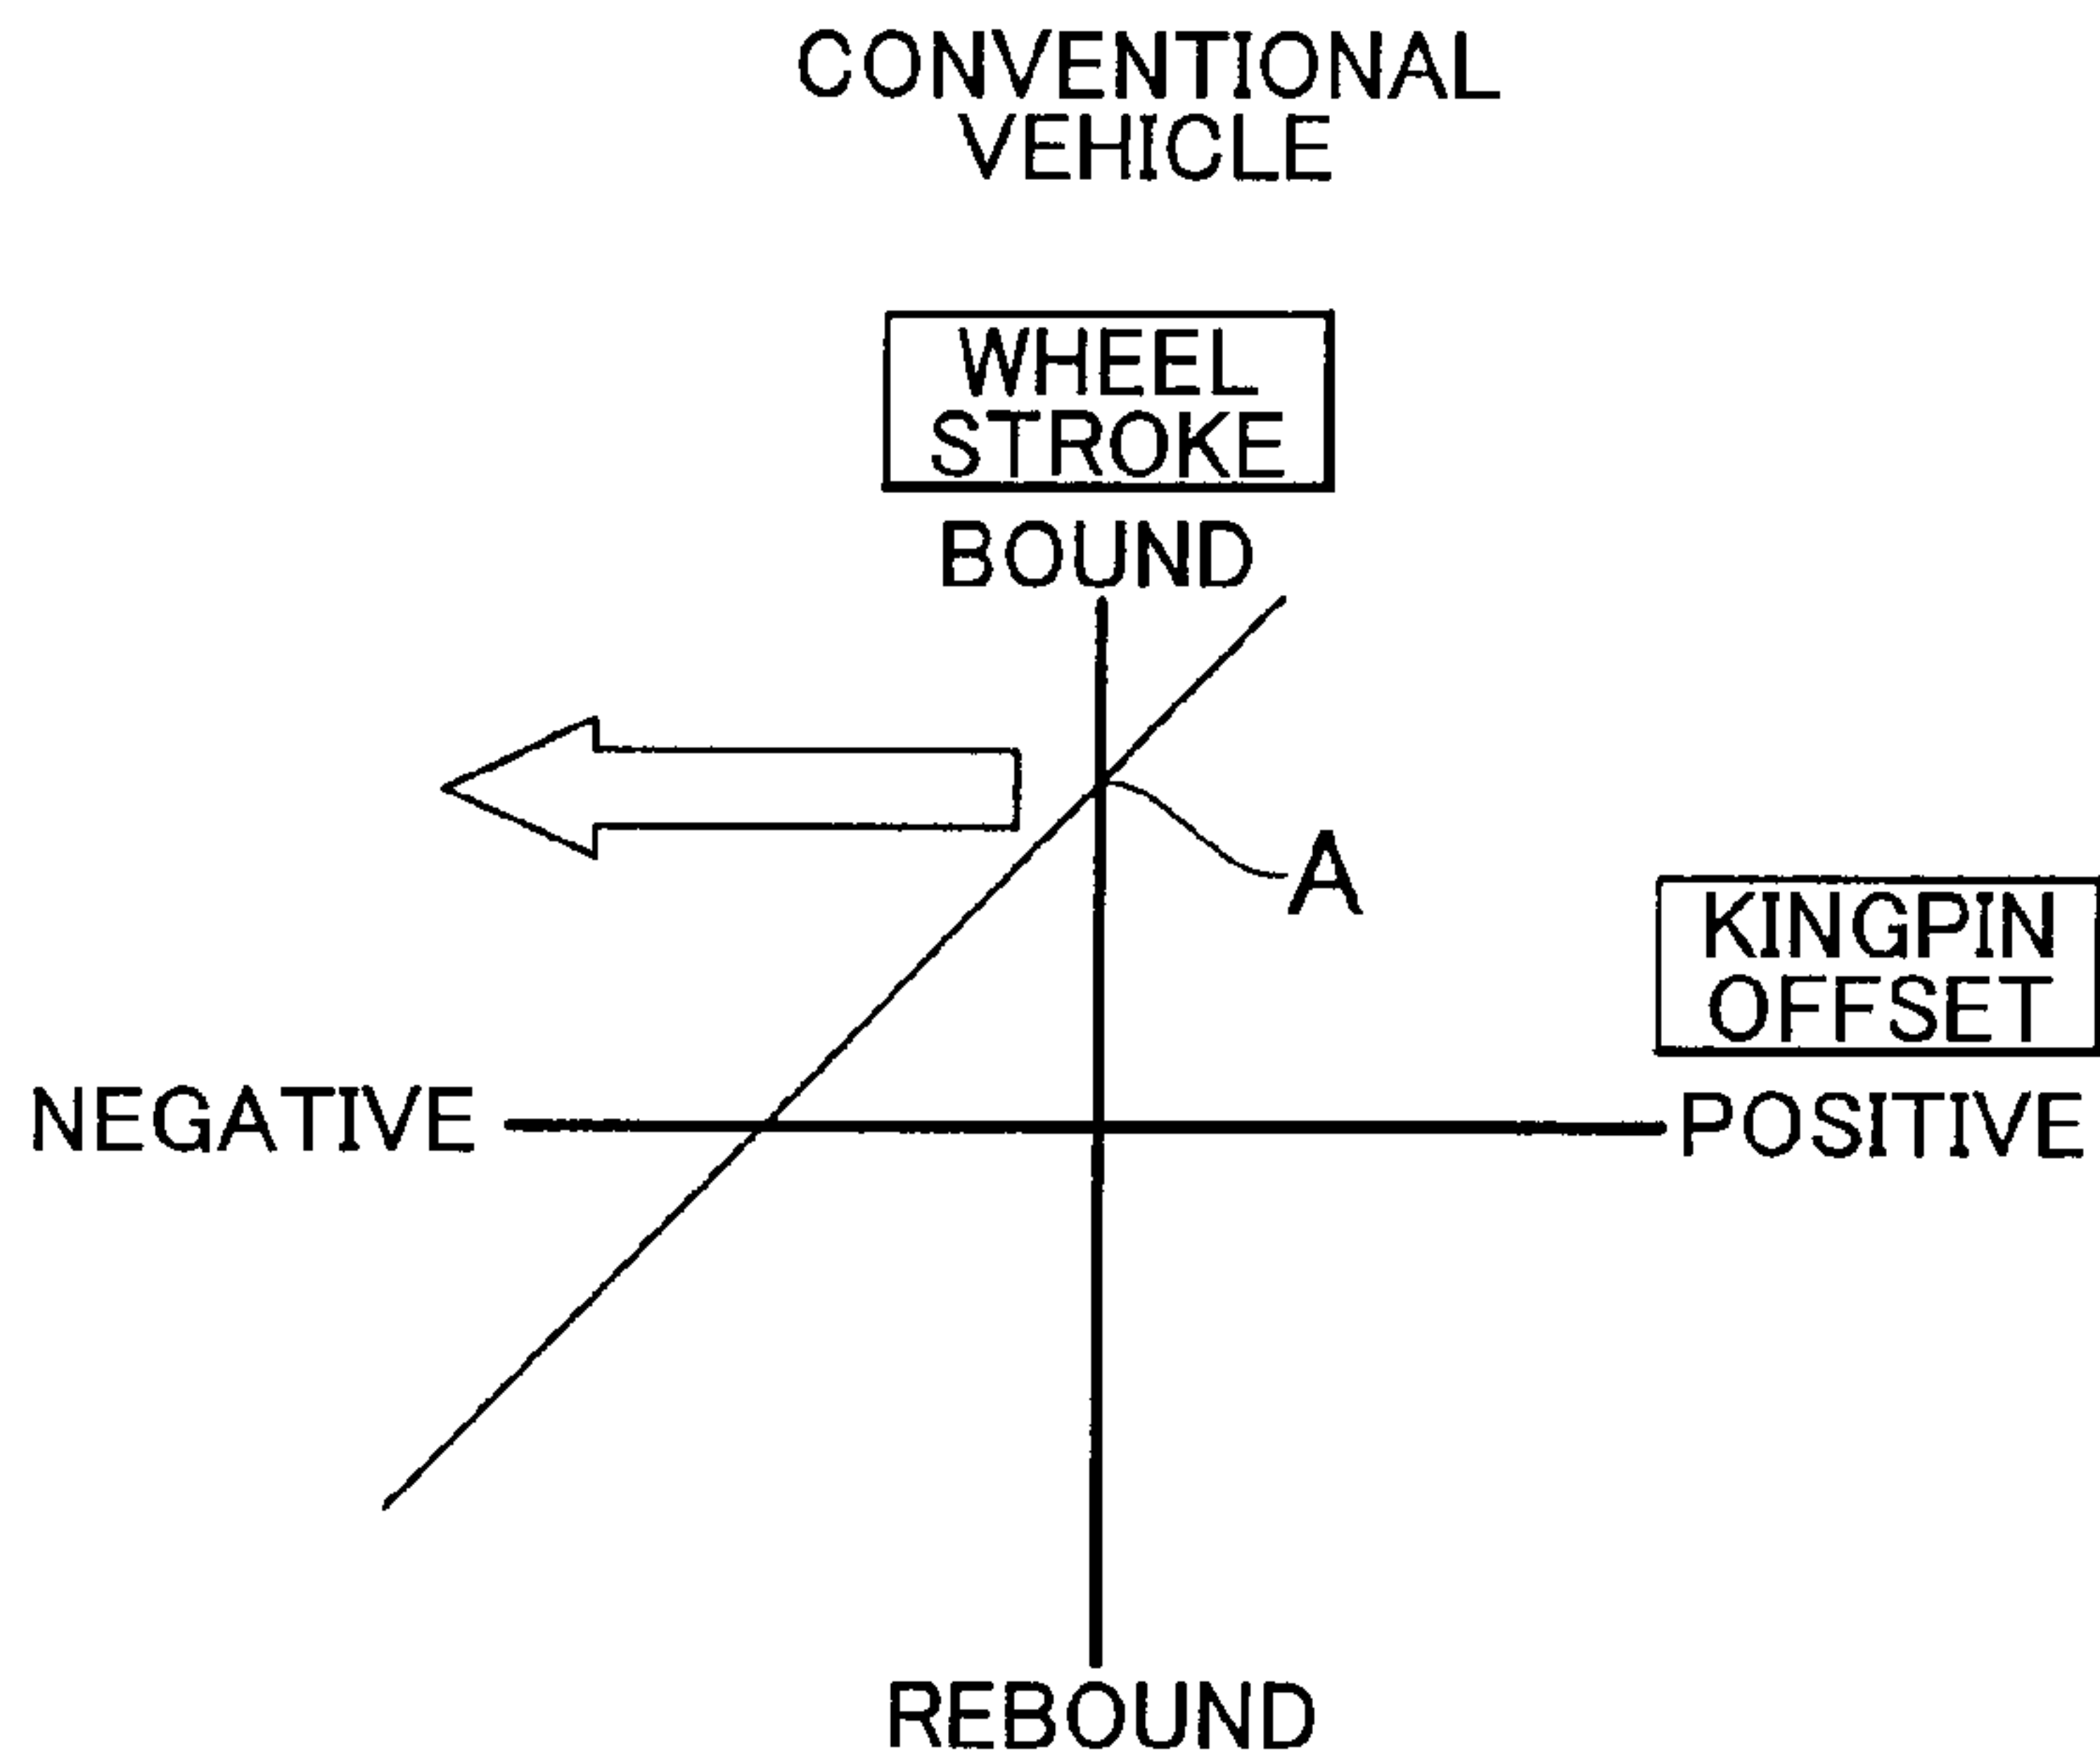 CONVENTIONAL
VEHICLE
WHEEL
STROKE
BOUND
A
KINGPIN
OFFSET
NEGATIVE
POSITIVE
REBOUND